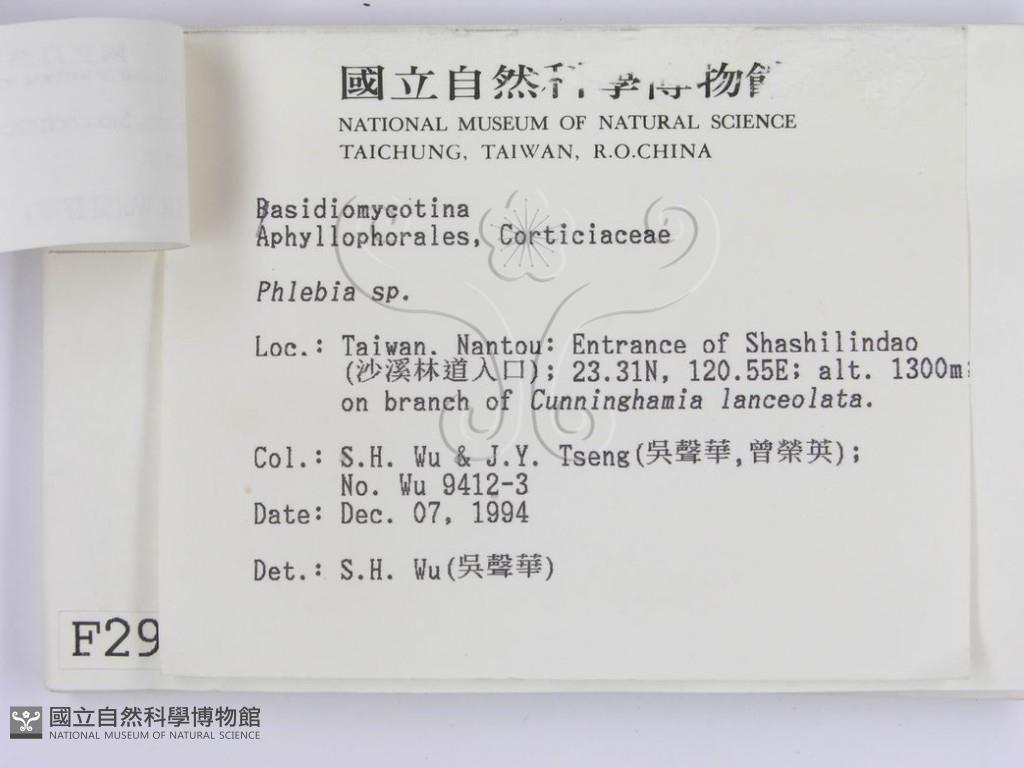 國立自然科學博物館
NATIONAL MUSEUM OF NATURAL SCIENCE
TAICHUNG, TAIWAN, R.O.CHINA
Basidiomycotina
Aphyllophorales, Corticiaceae
Phlebia sp.
Loc.: Taiwan. Nantou: Entrance of Shashilindao
(沙溪林道入口); 23.31N, 120.55E; alt. 1300m;
on branch of Cunninghamia lanceolata.
Col.: S.H. Wu & J.Y. Tseng(吳聲華,曾榮英);
No. Wu 9412-3
Date: Dec. 07, 1994
Det.: S.H. Wu(吳聲華)
F29
國立自然科學博物館
NATIONAL MUSEUM OF NATURAL SCIENCE